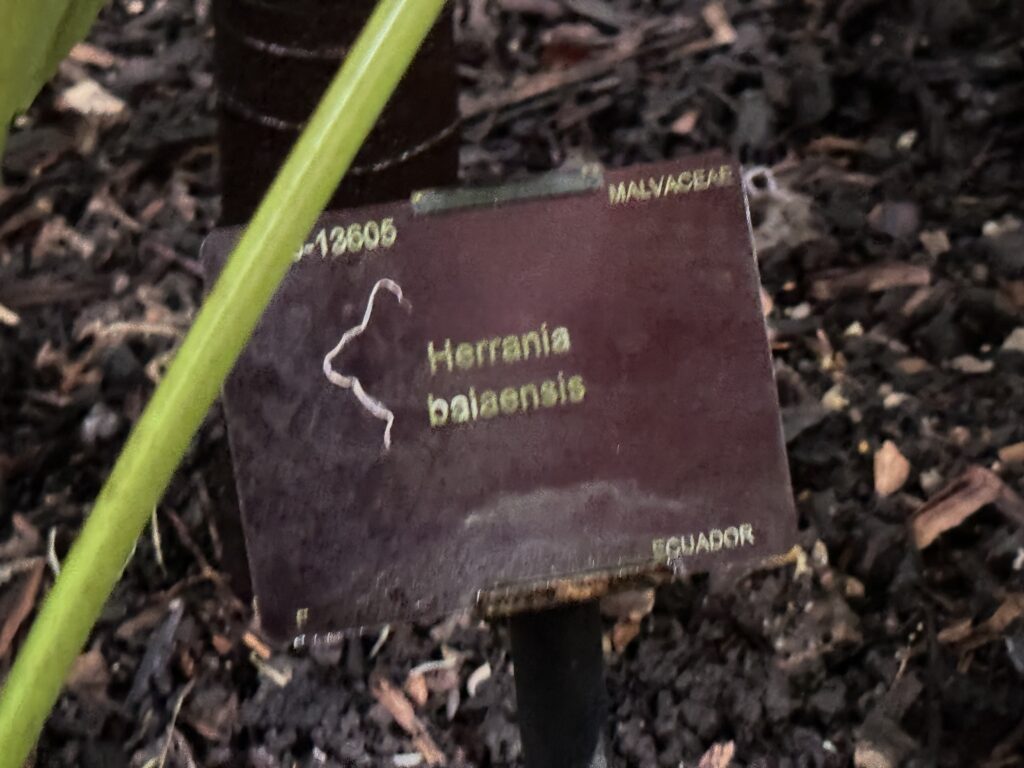 -13605
MALVACEAE
Herrania
balaensis
ECUADOR